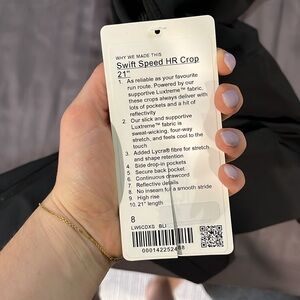 WHY WE MADE THIS
Swift Speed HR Crop
21"
1. As reliable as your favourite
run route. Powered by our
supportive Luxtreme™ fabric,
these crops always deliver with
lots of pockets and a hit of
reflectivity
2. Our slick and supportive
Luxtreme™ fabric is
sweat-wicking, four-way
stretch, and feels cool to the
touch
3. Added Lycra® fibre for stretch
and shape retention
4. Side drop-in pockets
5. Secure back pocket
6. Continuous drawcord
7. Reflective details
8. No inseam for a smooth stride
9. High rise
10. 21" length
8
LW6CDXS BLI